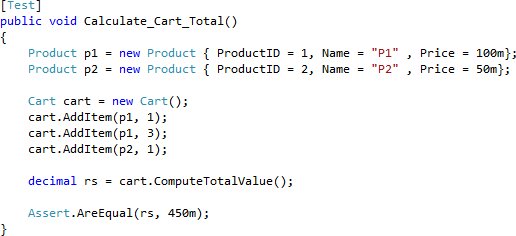 [Test]
public void Calculate_Cart_Total()
{
Product p1 = new Product { ProductID = 1, Name = "P1" , Price = 100m};
Product p2 = new Product { ProductID = 2, Name = "P2" , Price = 50m};
Cart cart = new Cart();
cart.AddItem(p1, 1);
cart.AddItem(p1, 3);
cart.AddItem(p2, 1);
decimal rs = cart.ComputeTotalValue();
Assert.AreEqual(rs, 450m);
}